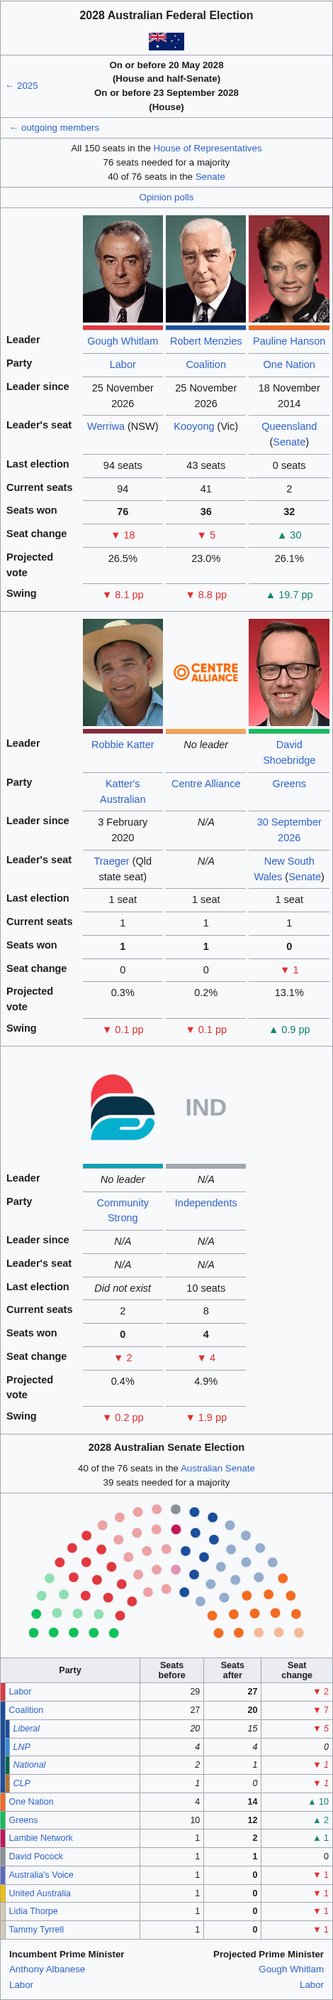 2028 Australian Federal Election
← 2025
On or before 20 May 2028
(House and half-Senate)
On or before 23 September 2028
(House)
← outgoing members
All 150 seats in the House of Representatives
76 seats needed for a majority
40 of 76 seats in the Senate
Opinion polls
Leader Gough Whitlam Robert Menzies Pauline Hanson
Party Labor Coalition One Nation
Leader since 25 November 2026 25 November 2026 18 November 2014
Leader's seat Werriwa (NSW) Kooyong (Vic) Queensland (Senate)
Last election 94 seats 43 seats 0 seats
Current seats 94 41 2
Seats won 76 36 32
Seat change ▼ 18 ▼ 5 ▲ 30
Projected vote 26.5% 23.0% 26.1%
Swing ▼ 8.1 pp ▼ 8.8 pp ▲ 19.7 pp
CENTRE
ALLIANCE
Leader Robbie Katter No leader David Shoebridge
Party Katter's Australian Centre Alliance Greens
Leader since 3 February 2020 N/A 30 September 2026
Leader's seat Traeger (Qld state seat) N/A New South Wales (Senate)
Last election 1 seat 1 seat 1 seat
Current seats 1 1 1
Seats won 1 1 0
Seat change 0 0 ▼ 1
Projected vote 0.3% 0.2% 13.1%
Swing ▼ 0.1 pp ▼ 0.1 pp ▲ 0.9 pp
IND
Leader No leader N/A
Party Community Strong Independents
Leader since N/A N/A
Leader's seat N/A N/A
Last election Did not exist 10 seats
Current seats 2 8
Seats won 0 4
Seat change ▼ 2 ▼ 4
Projected vote 0.4% 4.9%
Swing ▼ 0.2 pp ▼ 1.9 pp
2028 Australian Senate Election
40 of the 76 seats in the Australian Senate
39 seats needed for a majority
Party Seats before Seats after Seat change
Labor 29 27 ▼ 2
Coalition 27 20 ▼ 7
Liberal 20 15 ▼ 5
LNP 4 4 0
National 2 1 ▼ 1
CLP 1 0 ▼ 1
One Nation 4 14 ▲ 10
Greens 10 12 ▲ 2
Lambie Network 1 2 ▲ 1
David Pocock 1 1 0
Australia's Voice 1 0 ▼ 1
United Australia 1 0 ▼ 1
Lidia Thorpe 1 0 ▼ 1
Tammy Tyrrell 1 0 ▼ 1
Incumbent Prime Minister Projected Prime Minister
Anthony Albanese Gough Whitlam
Labor Labor